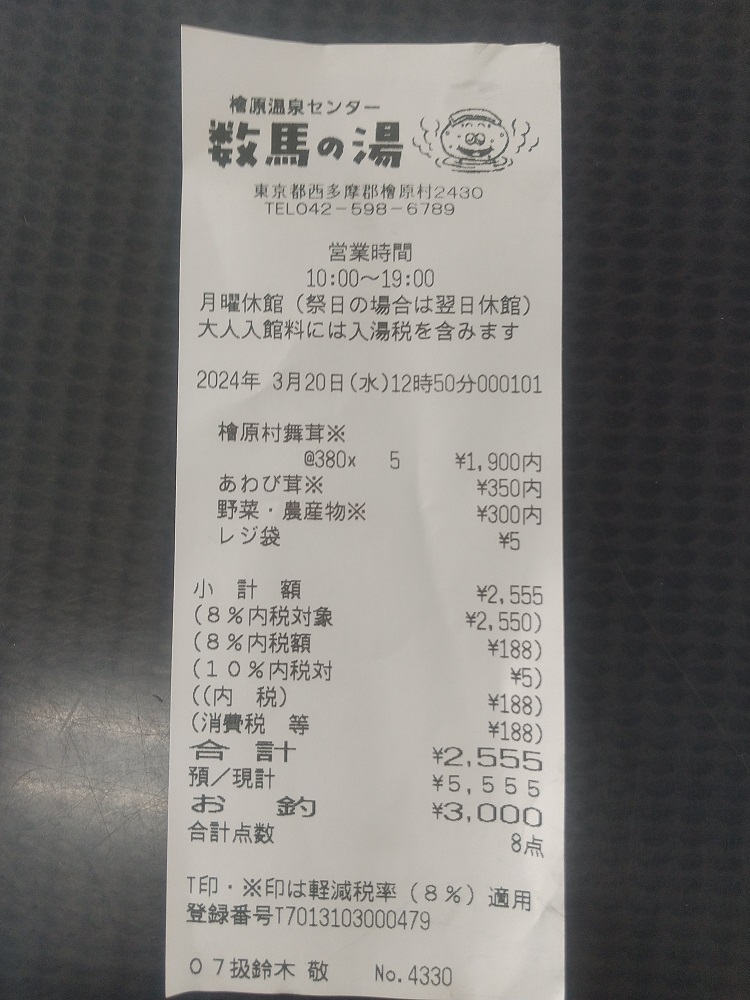 檜原温泉センター
数馬の湯
東京都西多摩郡檜原村2430
TEL042-598-6789
営業時間
10:00～19:00
月曜休館（祭日の場合は翌日休館）
大人入館料には入湯税を含みます
2024年 3月20日(水)12時50分000101
檜原村舞茸※
@380x 5 ¥1,900内
あわび茸※ ¥350内
野菜・農産物※ ¥300内
レジ袋 ¥5
小 計 額 ¥2,555
(８％内税対象 ¥2,550)
(８％内税額 ¥188)
(１０％内税対 ¥5)
((内 税) ¥188)
(消費税 等 ¥188)
合 計 ¥2,555
預／現計 ¥5,555
お 釣 ¥3,000
合計点数 8点
T印・※印は軽減税率（８％）適用
登録番号T7013103000479
０７扱鈴木 敬 No.4330